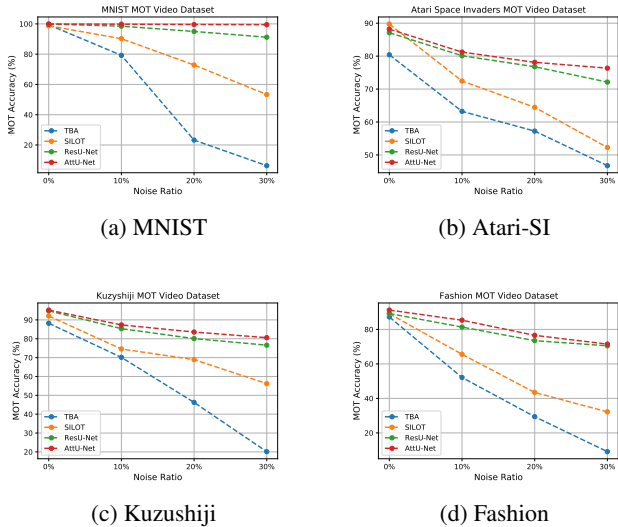 MNIST MOT Video Dataset
MOT Accuracy (%)
100
80
60
40
20
TBA
SILOT
ResU-Net
AttU-Net
0% 10% 20% 30%
Noise Ratio
(a) MNIST
Atari Space Invaders MOT Video Dataset
MOT Accuracy (%)
90
80
70
60
50
TBA
SILOT
ResU-Net
AttU-Net
0% 10% 20% 30%
Noise Ratio
(b) Atari-SI
Kuzyshiji MOT Video Dataset
MOT Accuracy (%)
90
80
70
60
50
40
30
20
TBA
SILOT
ResU-Net
AttU-Net
0% 10% 20% 30%
Noise Ratio
(c) Kuzushiji
Fashion MOT Video Dataset
MOT Accuracy (%)
80
60
40
20
TBA
SILOT
ResU-Net
AttU-Net
0% 10% 20% 30%
Noise Ratio
(d) Fashion